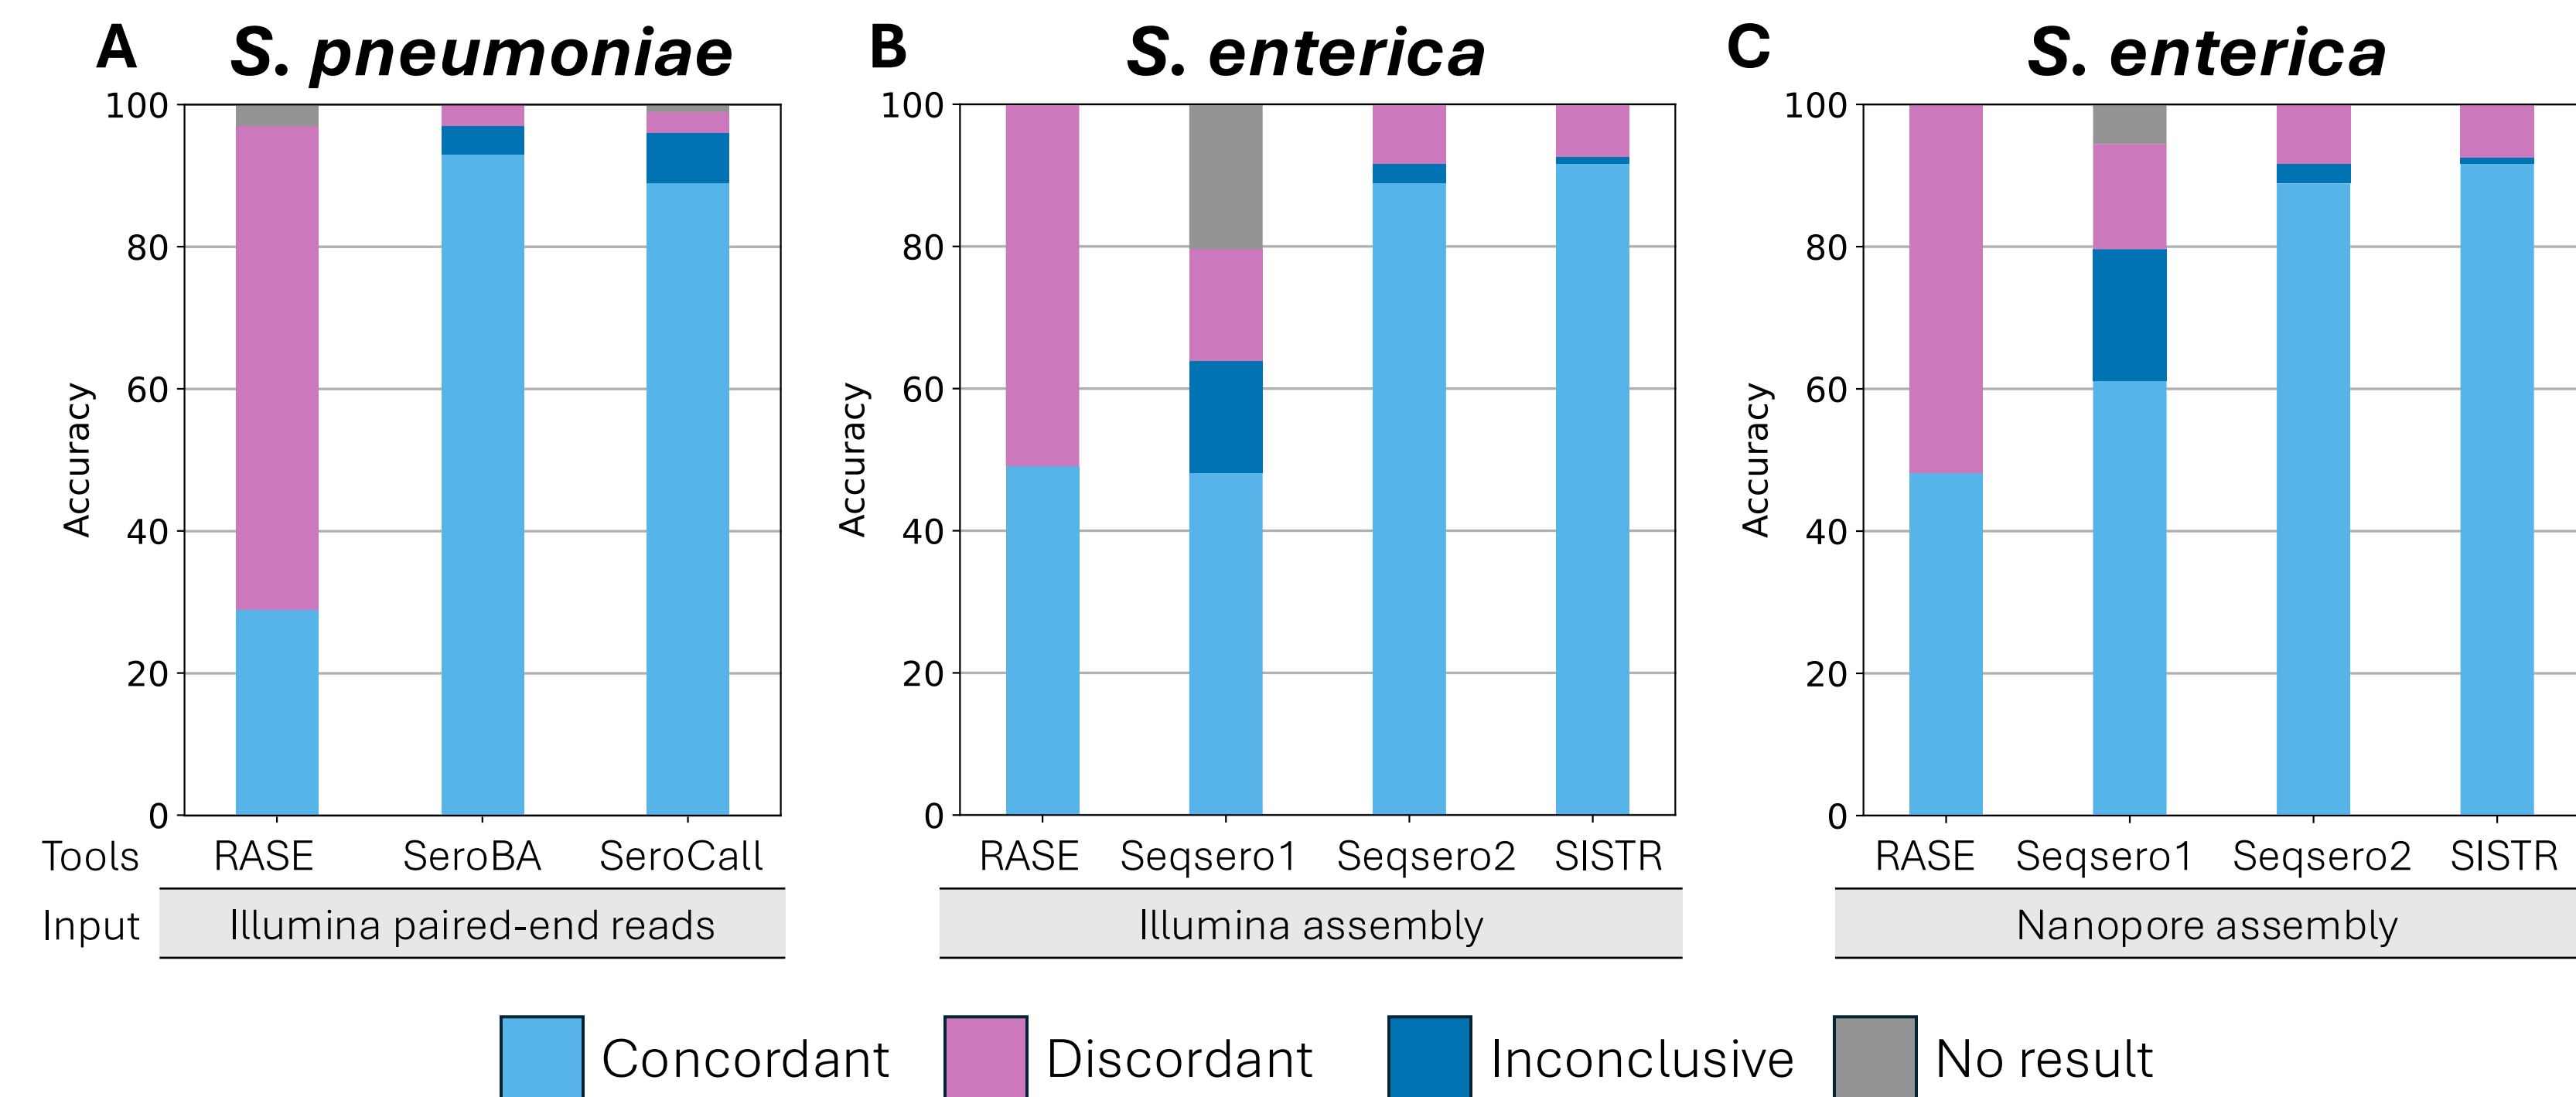 A S. pneumoniae
100
80
60
40
20
0
Accuracy
B S. enterica
100
80
60
40
20
0
Accuracy
C S. enterica
100
80
60
40
20
0
Accuracy
Tools RASE SeroBA SeroCall RASE Seqsero1 Seqsero2 SISTR RASE Seqsero1 Seqsero2 SISTR
Input Illumina paired-end reads Illumina assembly Nanopore assembly
Concordant Discordant Inconclusive No result